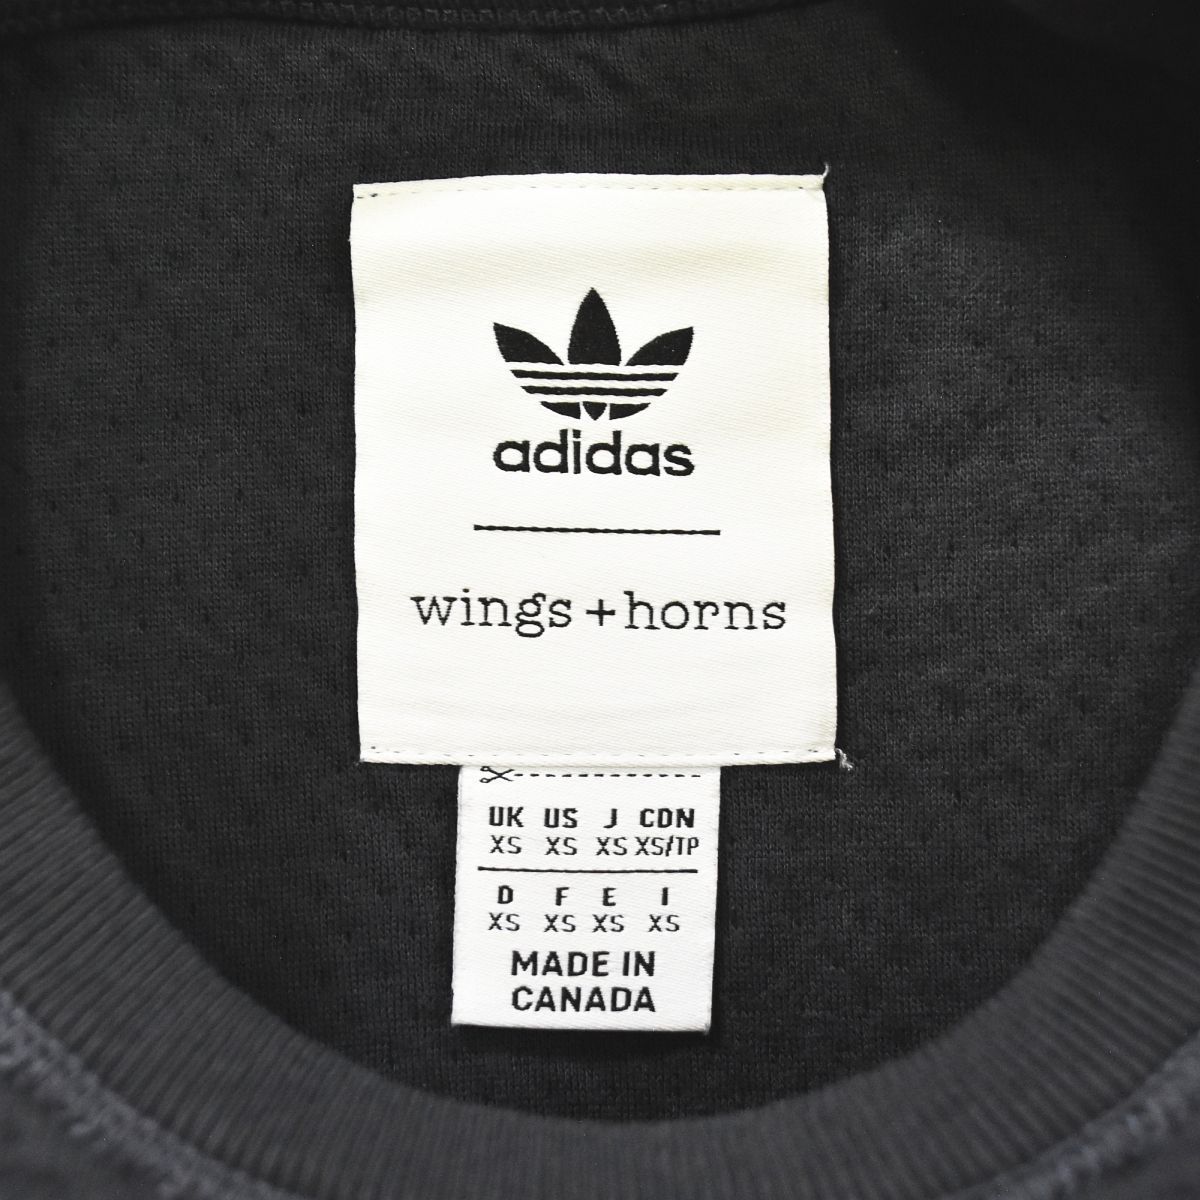 adidas
wings+horns
UK US J CDN
XS XS XS XS/TP
D F E I
XS XS XS XS
MADE IN
CANADA